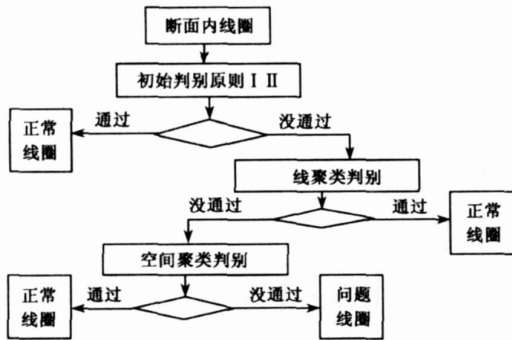 断面内线圈
初始判别原则 I II
通过
没通过
正常
线圈
线聚类判别
没通过
通过
正常
线圈
空间聚类判别
正常
线圈
通过
没通过
问题
线圈